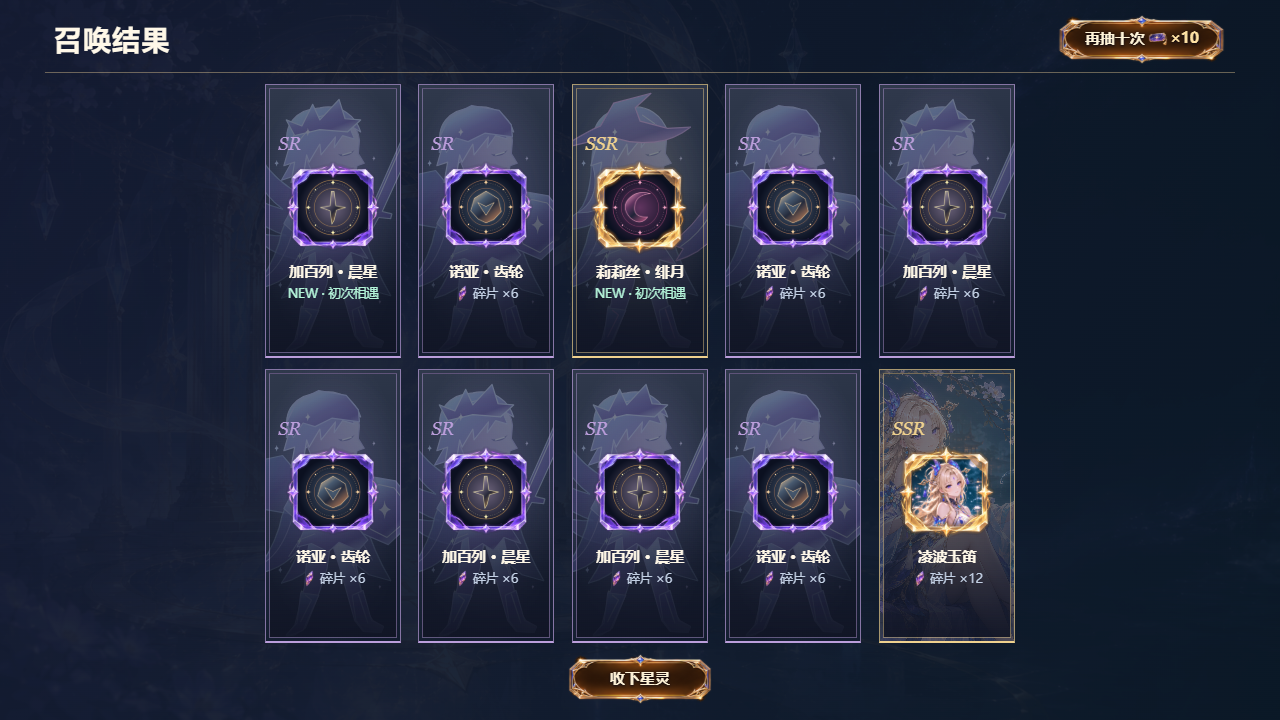 召唤结果
再抽十次 ×10
SR
加百列·晨星
NEW · 初次相遇
SR
诺亚·齿轮
碎片 ×6
SSR
莉莉丝·绯月
NEW · 初次相遇
SR
诺亚·齿轮
碎片 ×6
SR
加百列·晨星
碎片 ×6
SR
诺亚·齿轮
碎片 ×6
SR
加百列·晨星
碎片 ×6
SR
加百列·晨星
碎片 ×6
SR
诺亚·齿轮
碎片 ×6
SSR
凌波玉笛
碎片 ×12
收下星灵